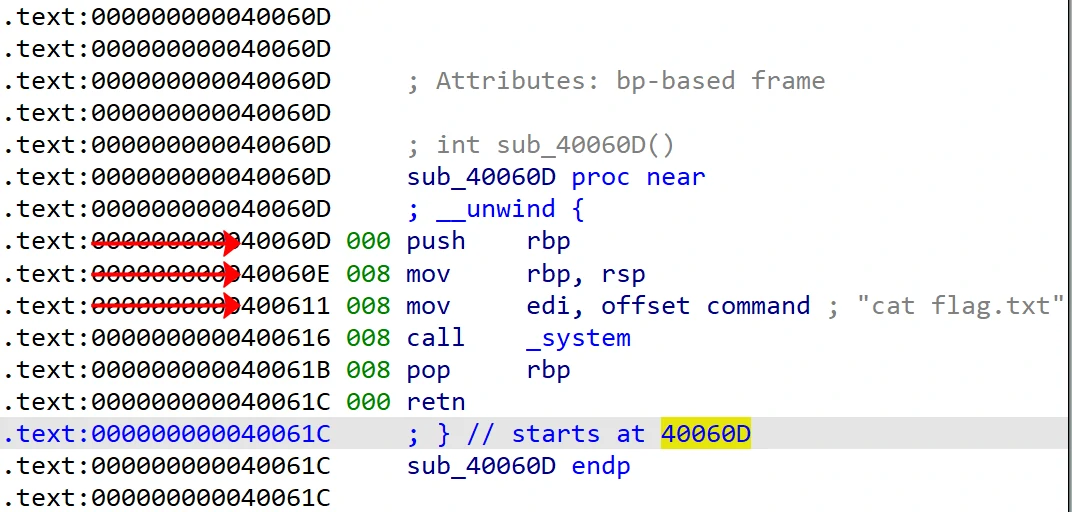 .text:000000000040060D
.text:000000000040060D
.text:000000000040060D ; Attributes: bp-based frame
.text:000000000040060D
.text:000000000040060D ; int sub_40060D()
.text:000000000040060D sub_40060D proc near
.text:000000000040060D ; __unwind {
.text:000000000040060D 000 push rbp
.text:000000000040060E 008 mov rbp, rsp
.text:0000000000400611 008 mov edi, offset command ; "cat flag.txt"
.text:0000000000400616 008 call _system
.text:000000000040061B 008 pop rbp
.text:000000000040061C 000 retn
.text:000000000040061C ; } // starts at 40060D
.text:000000000040061C sub_40060D endp
.text:000000000040061C